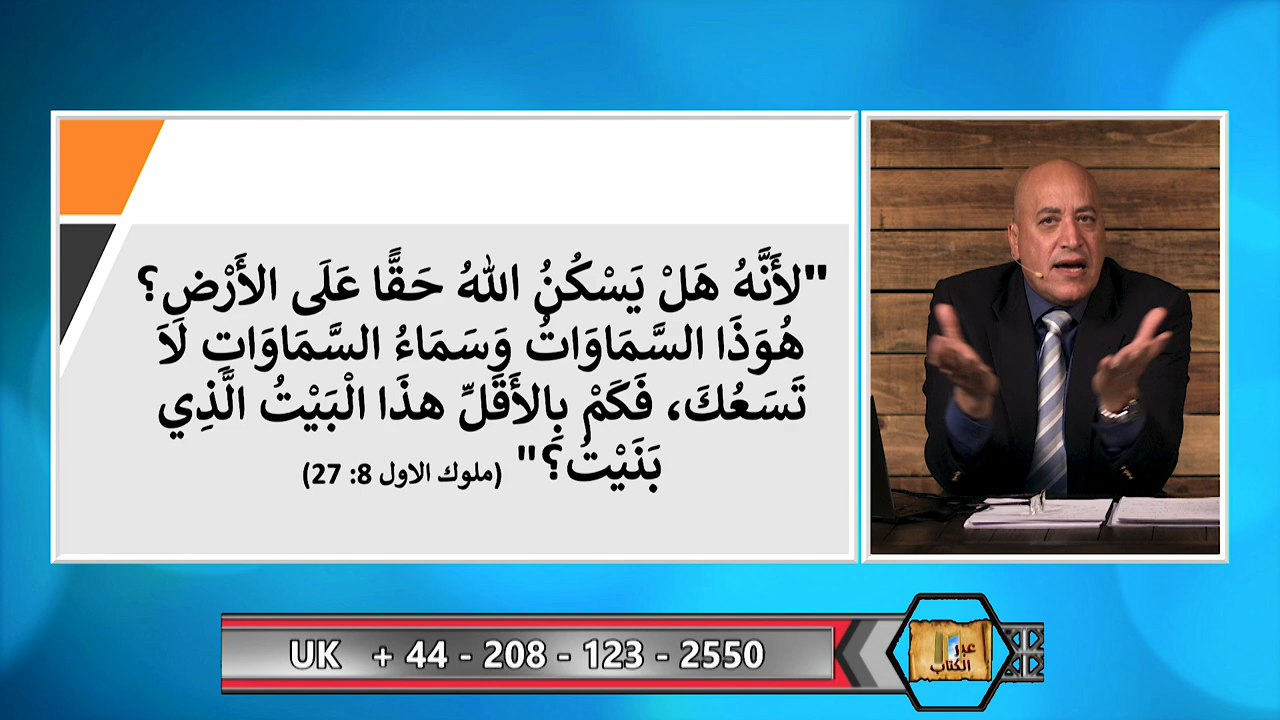 "لأَنَّهُ هَلْ يَسْكُنُ اللهُ حَقًّا عَلَى الأَرْضِ؟
هُوَذَا السَّمَاوَاتُ وَسَمَاءُ السَّمَاوَاتِ لاَ
تَسَعُكَ، فَكَمْ بِالأَقَلِّ هذَا الْبَيْتُ الَّذِي
بَنَيْتُ؟" (ملوك الاول 8: 27)
UK + 44 - 208 - 123 - 2550
عبر
الكتاب